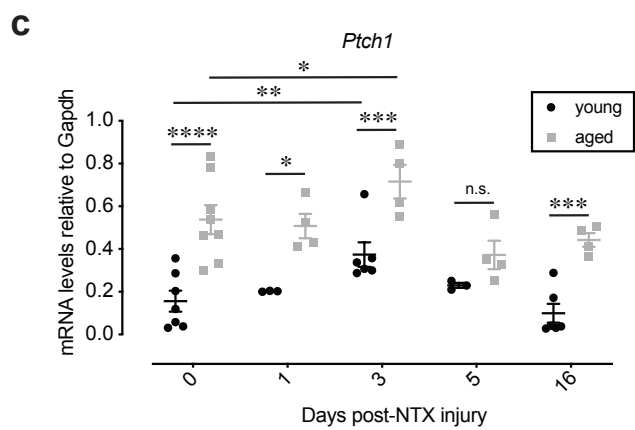 c
Ptch1
*
**
**** * *** n.s. ***
young
aged
mRNA levels relative to Gapdh
1.0
0.8
0.6
0.4
0.2
0.0
0 1 3 5 16
Days post-NTX injury